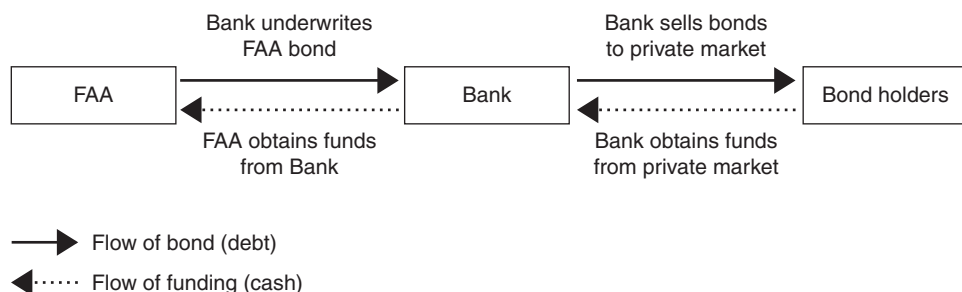 Bank underwrites
FAA bond
Bank sells bonds
to private market
FAA
Bank
Bond holders
FAA obtains funds
from Bank
Bank obtains funds
from private market
Flow of bond (debt)
Flow of funding (cash)